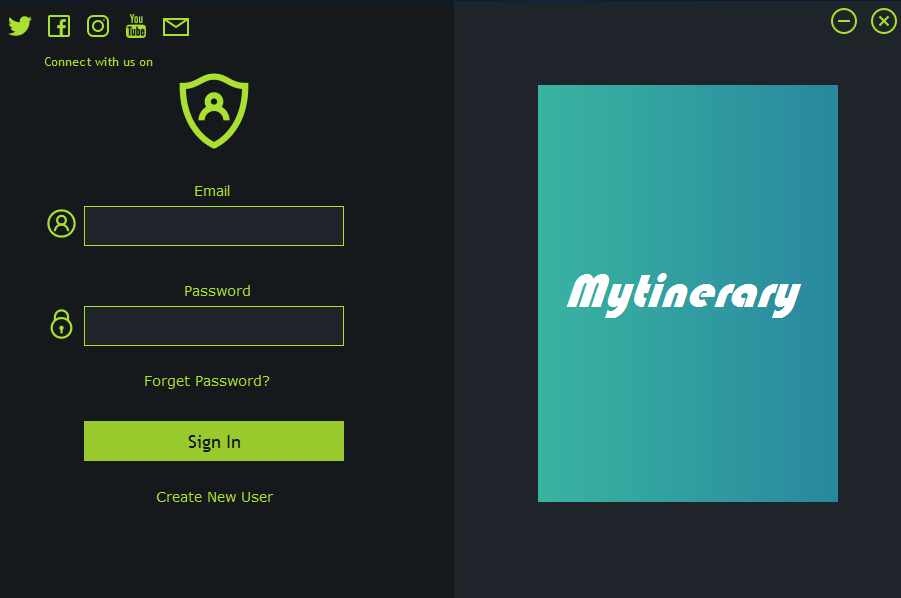 You
Tube
Connect with us on
Email
Password
Forget Password?
Sign In
Create New User
Mytinerary